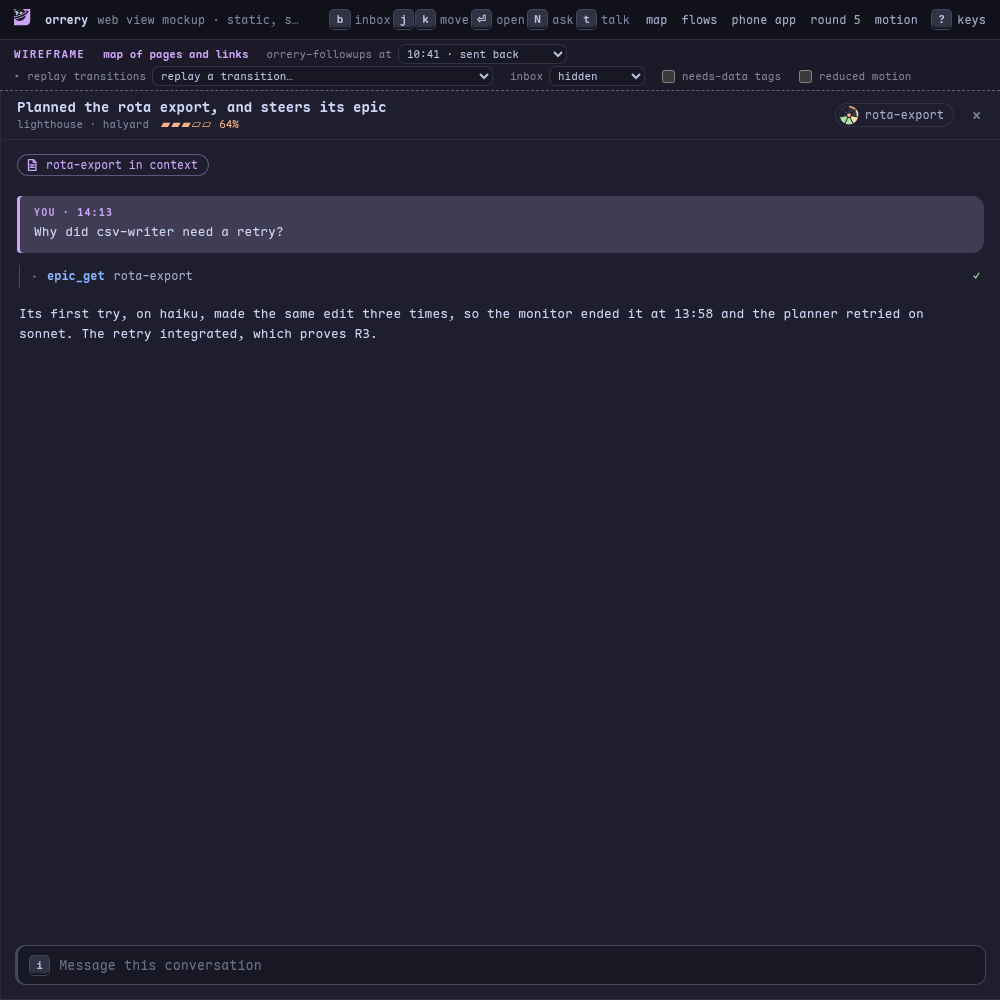 orrery web view mockup · static, s… b inbox j k move ⏎ open N ask t talk map flows phone app round 5 motion ? keys
WIREFRAME map of pages and links orrery-followups at 10:41 · sent back
▸ replay transitions replay a transition… inbox hidden needs-data tags reduced motion
Planned the rota export, and steers its epic
lighthouse · halyard ▰▰▰▱▱ 64%
rota-export ×
rota-export in context
YOU · 14:13
Why did csv-writer need a retry?
▸ epic_get rota-export ✓
Its first try, on haiku, made the same edit three times, so the monitor ended it at 13:58 and the planner retried on
sonnet. The retry integrated, which proves R3.
i Message this conversation